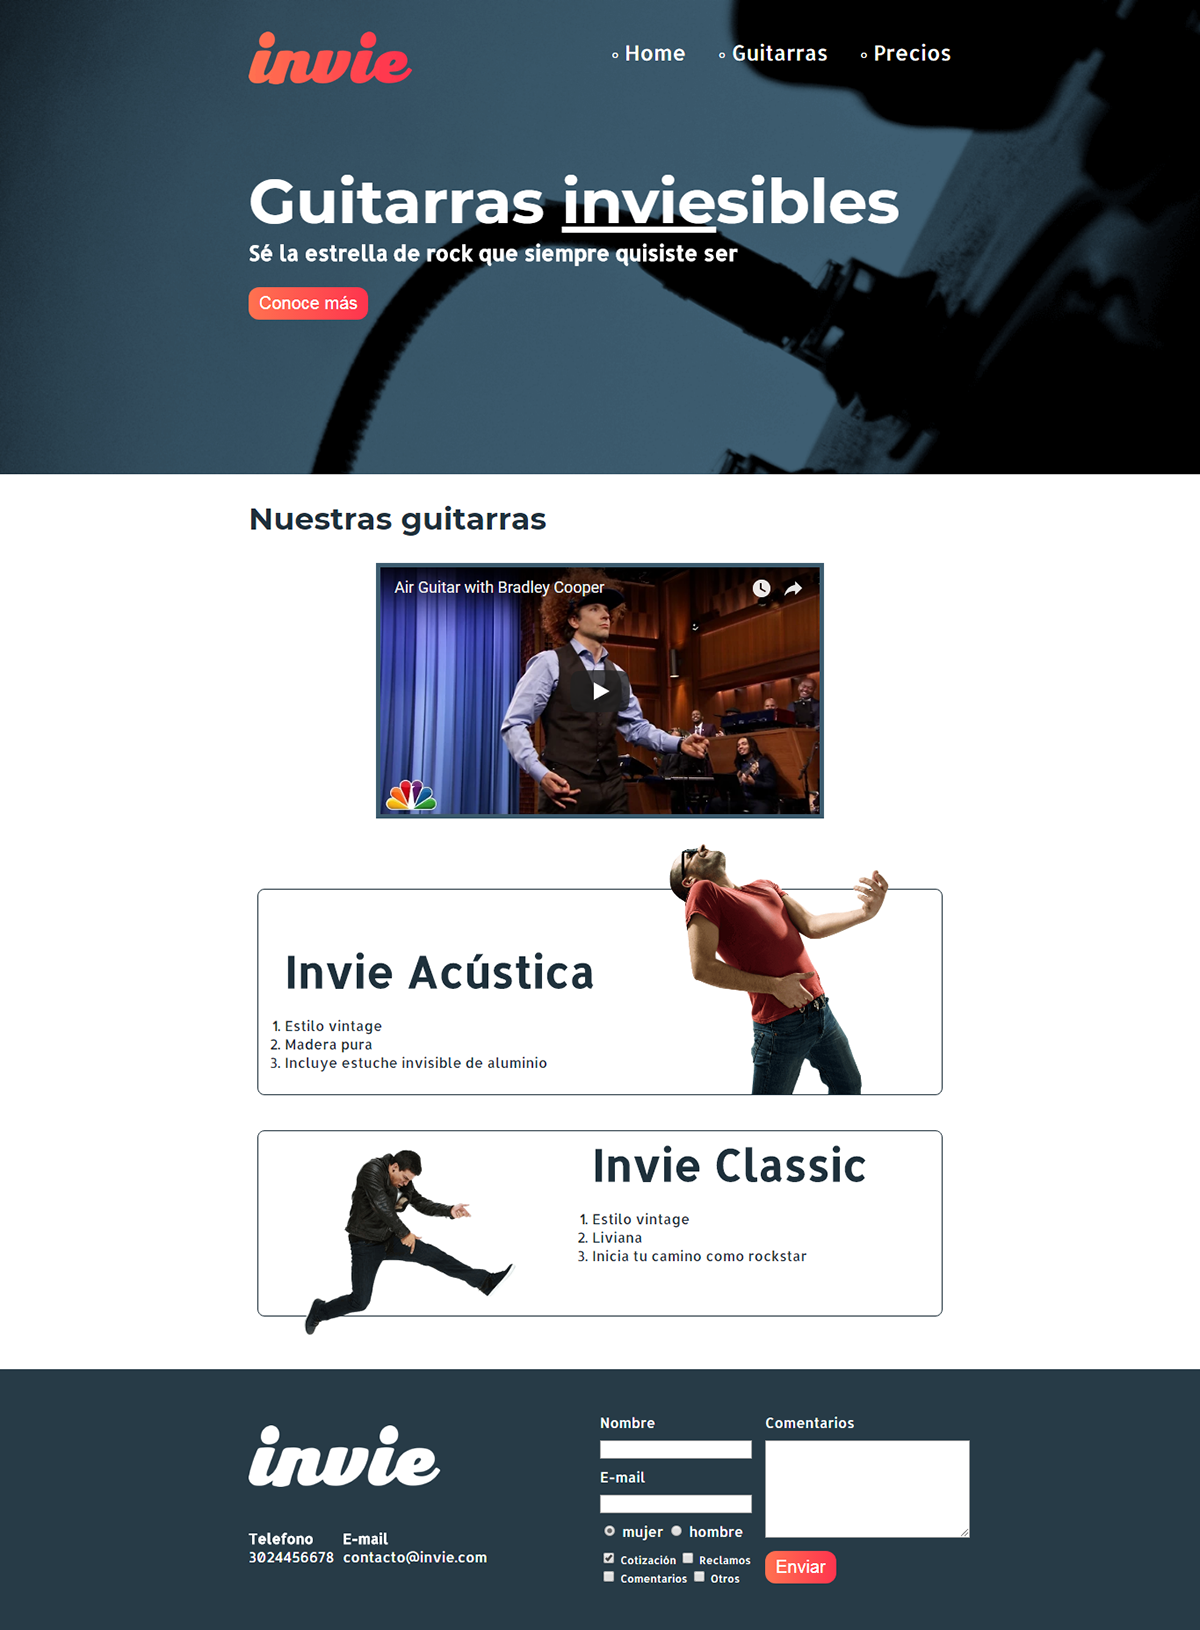 invie
Home
Guitarras
Precios
Guitarras inviesibles
Sé la estrella de rock que siempre quisiste ser
Conoce más
Nuestras guitarras
Air Guitar with Bradley Cooper
Invie Acústica
1. Estilo vintage
2. Madera pura
3. Incluye estuche invisible de aluminio
Invie Classic
1. Estilo vintage
2. Liviana
3. Inicia tu camino como rockstar
invie
Telefono
3024456678
E-mail
contacto@invie.com
Nombre
E-mail
mujer hombre
Cotización Reclamos
Comentarios Otros
Comentarios
Enviar